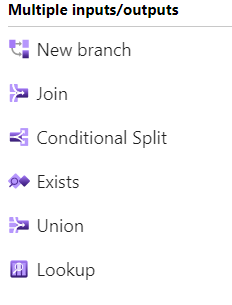 Multiple inputs/outputs
New branch
Join
Conditional Split
Exists
Union
Lookup